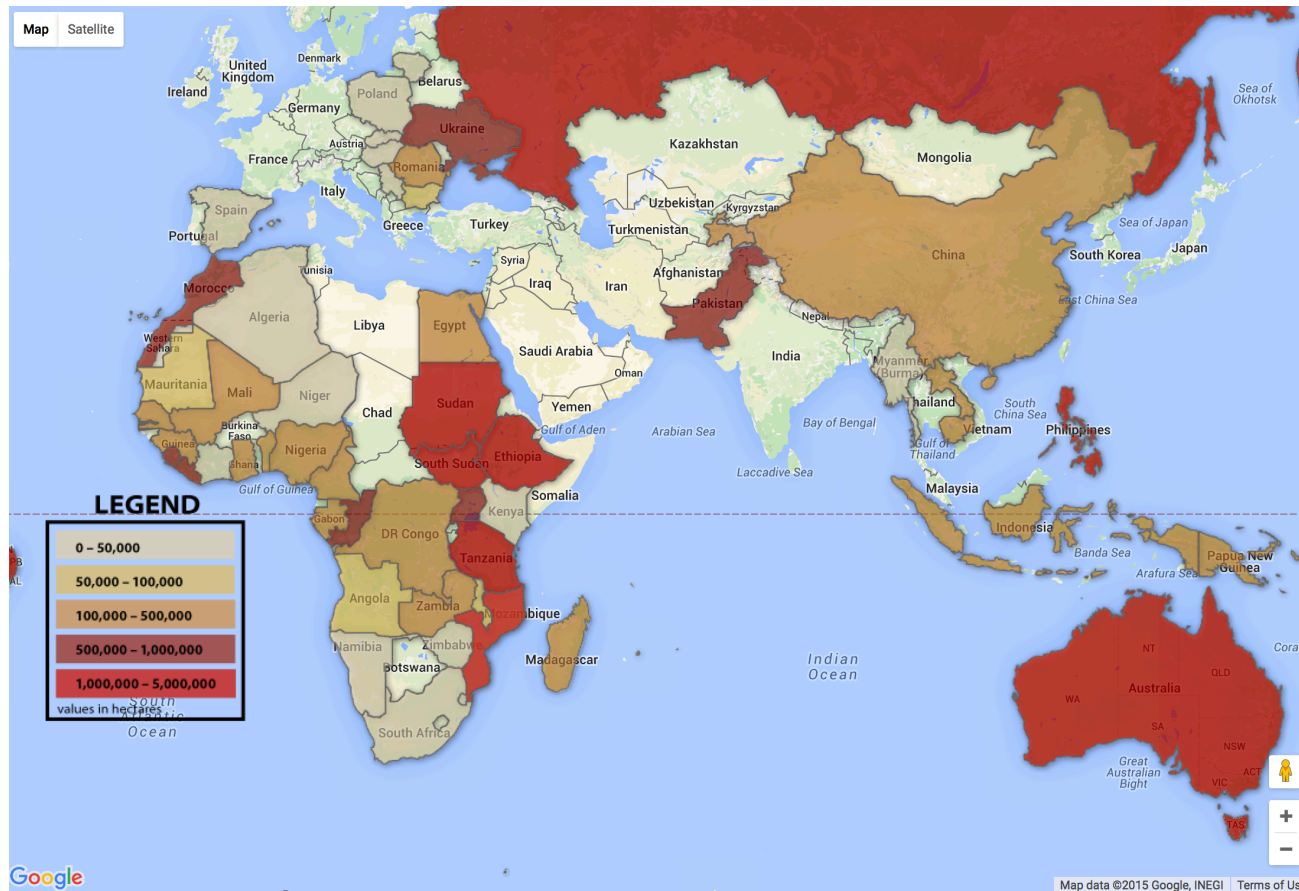 Map Satellite
United
Kingdom
Denmark
Ireland
Belarus
Poland
Germany
Sea of
Okhotsk
Ukraine
Austria
France
Kazakhstan
Mongolia
Romania
Italy
Uzbekistan
Kyrgyzstan
Spain
Portugal
Greece
Turkey
Turkmenistan
Sea of Japan
Japan
South Korea
China
Syria
Tunisia
Afghanistan
Iraq
Iran
Morocco
Pakistan
East China Sea
Algeria
Libya
Egypt
Nepal
Western
Sahara
Saudi Arabia
India
Myanmar
(Burma)
Oman
Mauritania
Mali
Niger
Chad
Sudan
Yemen
Thailand
South
China Sea
Burkina
Faso
Gulf of Aden
Arabian Sea
Bay of Bengal
Vietnam
Philippines
Guinea
Nigeria
Gulf of
Thailand
Ghana
South Sudan
Ethiopia
Laccadive Sea
Gulf of Guinea
Somalia
Malaysia
LEGEND
Kenya
Gabon
DR Congo
Indonesia
0 – 50,000
Banda Sea
Papua New
Guinea
Tanzania
PB
AL
Arafura Sea
50,000 – 100,000
Angola
Zambia
Mozambique
100,000 – 500,000
Namibia
Zimbabwe
500,000 – 1,000,000
Botswana
Madagascar
Indian
Ocean
NT
QLD
Cora
1,000,000 – 5,000,000
WA
Australia
values in hectares
South
Atlantic
Ocean
South Africa
SA
NSW
Great
Australian
Bight
VIC
ACT
TAS
+
−
Google
Map data ©2015 Google, INEGI Terms of Us